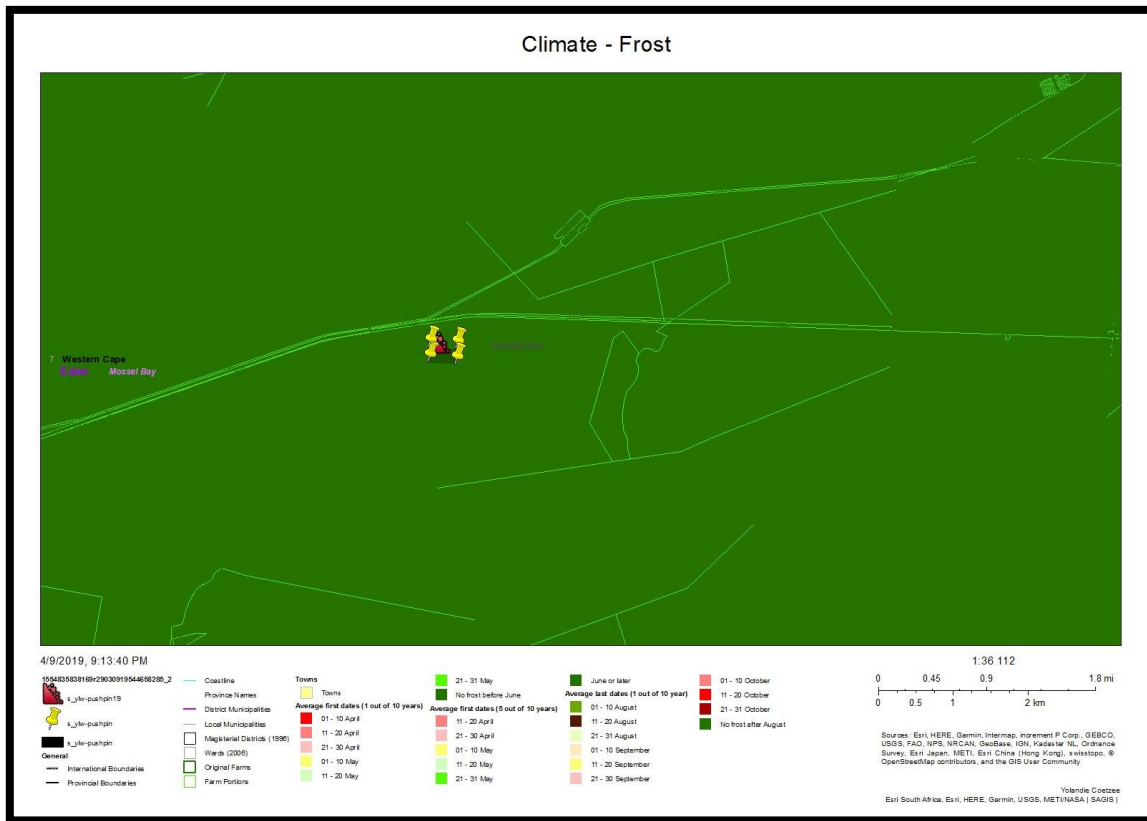 Climate - Frost
7 Western Cape
Mossel Bay
4/9/2019, 9:13:40 PM
1:36 112
s_ylw-pushpin19
s_ylw-pushpin
s_ylw-pushpin
General
International Boundaries
Provincial Boundaries
Coastline
Province Names
District Municipalities
Local Municipalities
Magisterial Districts (1996)
Wards (2006)
Original Farms
Farm Portions
Towns
Towns
Average first dates (1 out of 10 years)
01 - 10 April
11 - 20 April
21 - 30 April
01 - 10 May
11 - 20 May
21 - 31 May
No frost before June
Average first dates (5 out of 10 years)
11 - 20 April
21 - 30 April
01 - 10 May
11 - 20 May
21 - 31 May
June or later
Average last dates (1 out of 10 year)
01 - 10 August
11 - 20 August
21 - 31 August
01 - 10 September
11 - 20 September
21 - 30 September
01 - 10 October
11 - 20 October
21 - 31 October
No frost after August
0 0.45 0.9 1.8 mi
0 0.5 1 2 km
Sources: Esri, HERE, Garmin, Intermap, increment P Corp., GEBCO,
USGS, FAO, NPS, NRCAN, GeoBase, IGN, Kadaster NL, Ordnance
Survey, Esri Japan, METI, Esri China (Hong Kong), swisstopo, ©
OpenStreetMap contributors, and the GIS User Community
Yolandie Coetzee
Esri South Africa, Esri, HERE, Garmin, USGS, METI/NASA | SAGIS |